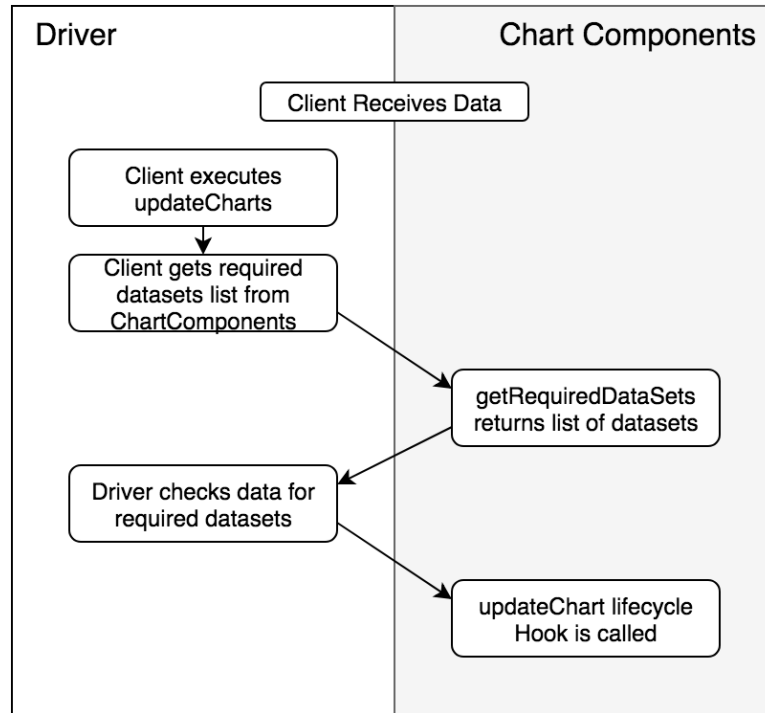 Driver
Chart Components
Client Receives Data
Client executes
updateCharts
Client gets required
datasets list from
ChartComponents
getRequiredDataSets
returns list of datasets
Driver checks data for
required datasets
updateChart lifecycle
Hook is called